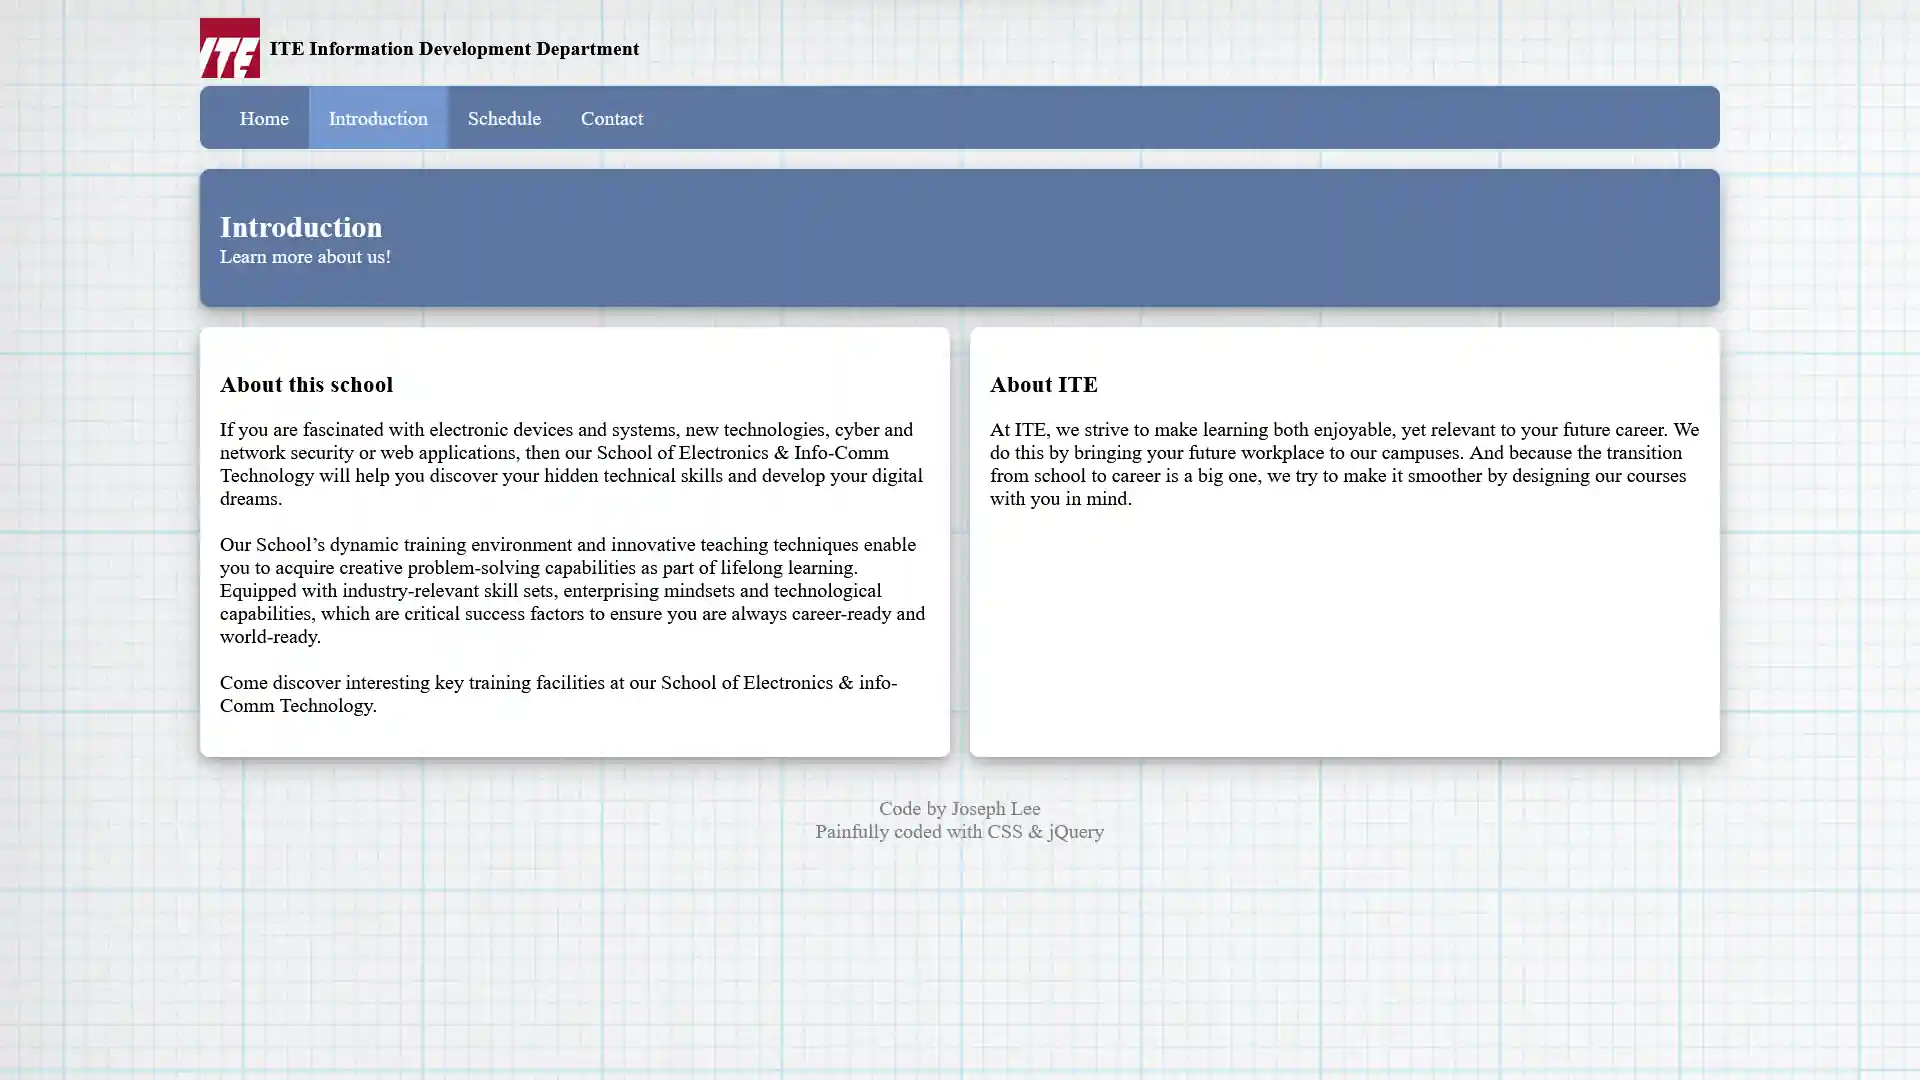 ITE
ITE Information Development Department
Home
Introduction
Schedule
Contact
Introduction
Learn more about us!
About this school
If you are fascinated with electronic devices and systems, new technologies, cyber and
network security or web applications, then our School of Electronics & Info-Comm
Technology will help you discover your hidden technical skills and develop your digital
dreams.
Our School’s dynamic training environment and innovative teaching techniques enable
you to acquire creative problem-solving capabilities as part of lifelong learning.
Equipped with industry-relevant skill sets, enterprising mindsets and technological
capabilities, which are critical success factors to ensure you are always career-ready and
world-ready.
Come discover interesting key training facilities at our School of Electronics & info-
Comm Technology.
About ITE
At ITE, we strive to make learning both enjoyable, yet relevant to your future career. We
do this by bringing your future workplace to our campuses. And because the transition
from school to career is a big one, we try to make it smoother by designing our courses
with you in mind.
Code by Joseph Lee
Painfully coded with CSS & jQuery